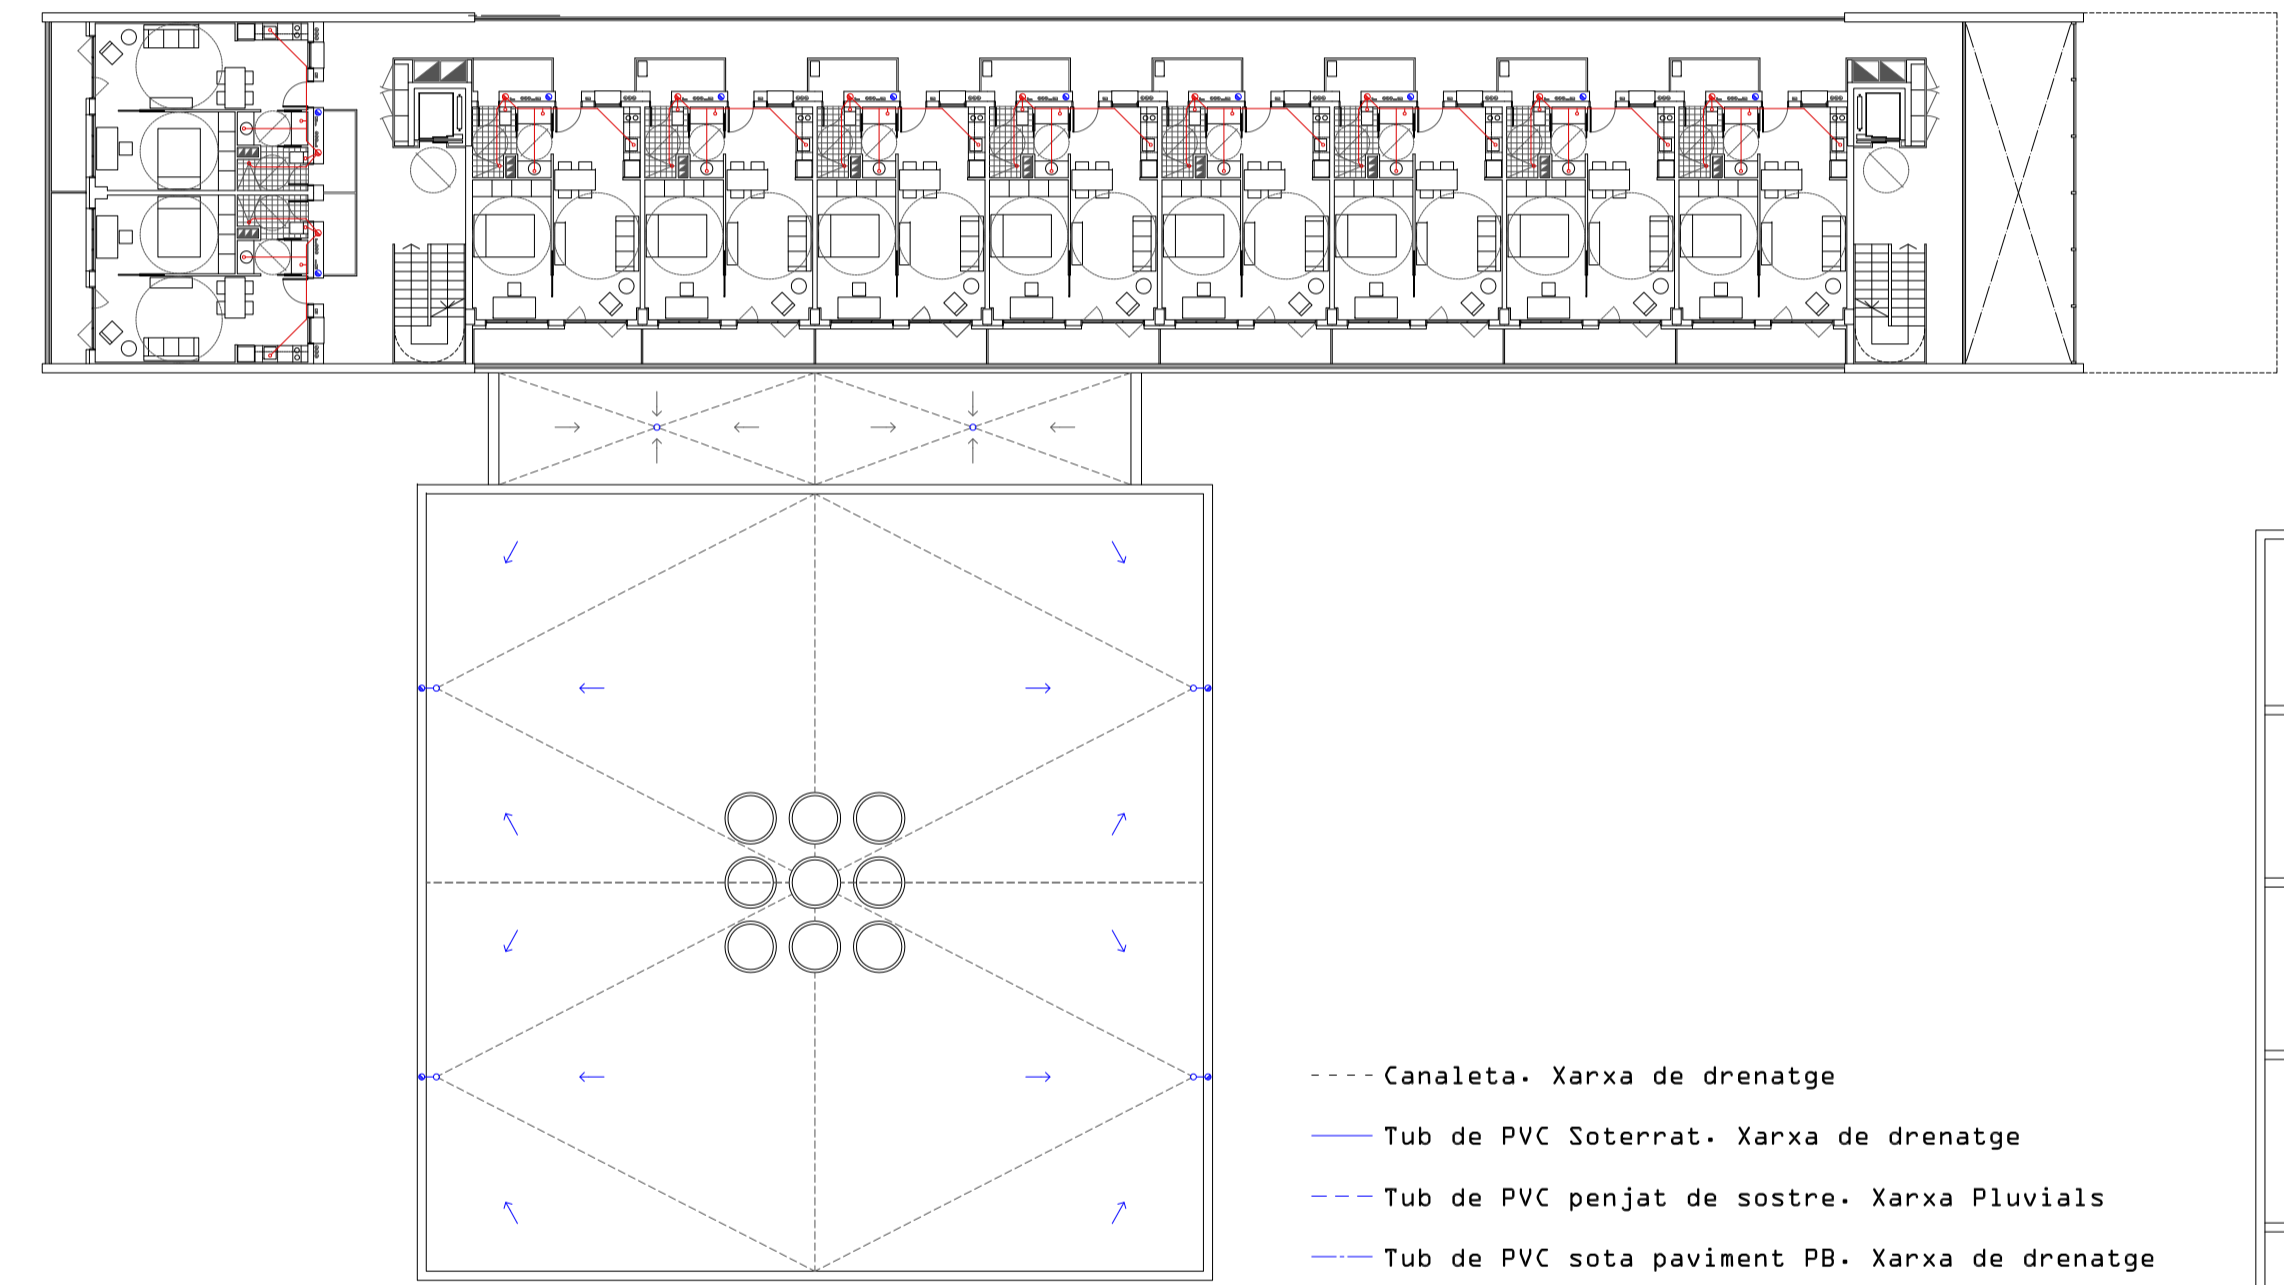 Canaleta. Xarxa de drenatge
Tub de PVC Soterrat. Xarxa de drenatge
Tub de PVC penjat de sostre. Xarxa Pluvials
Tub de PVC sota paviment PB. Xarxa de drenatge